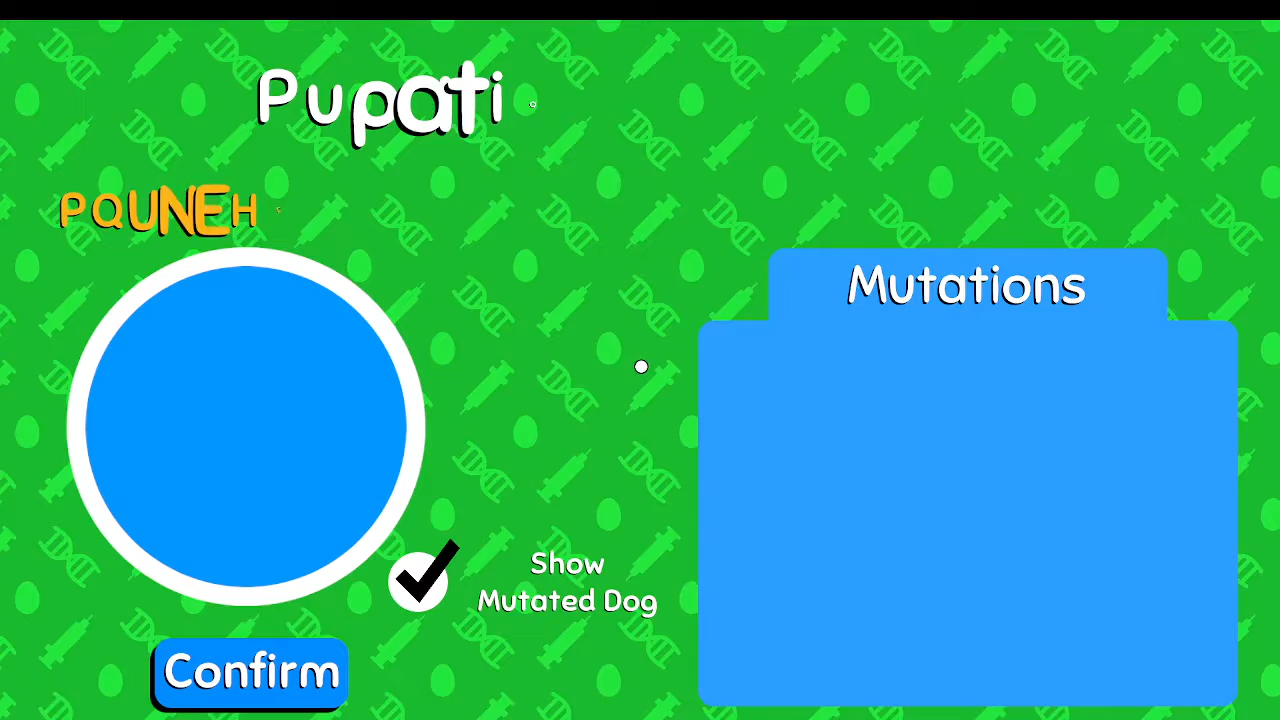 Pupati
PQUNEH
Mutations
Show
Mutated Dog
Confirm